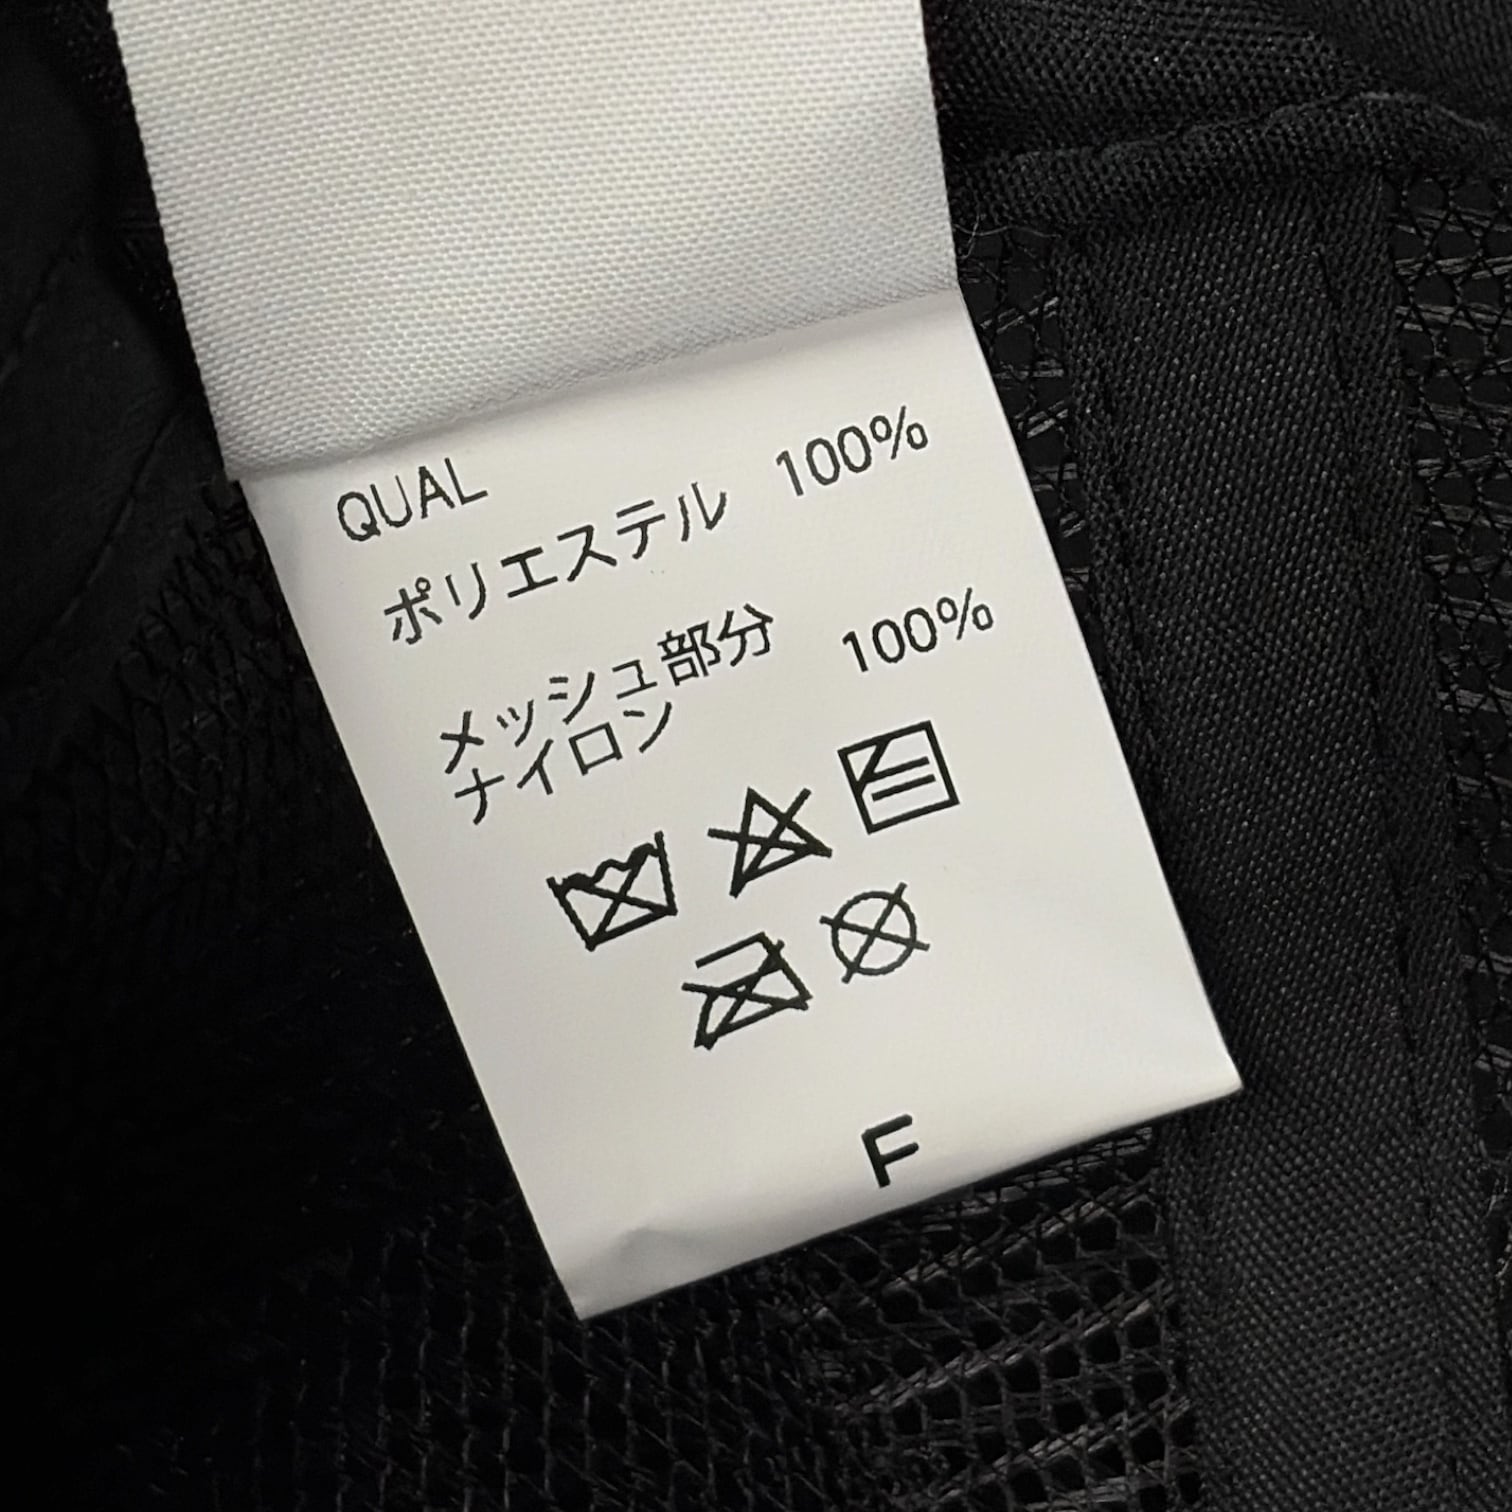 QUAL
ポリエステル 100%
メッシュ部分
ナイロン 100%
F